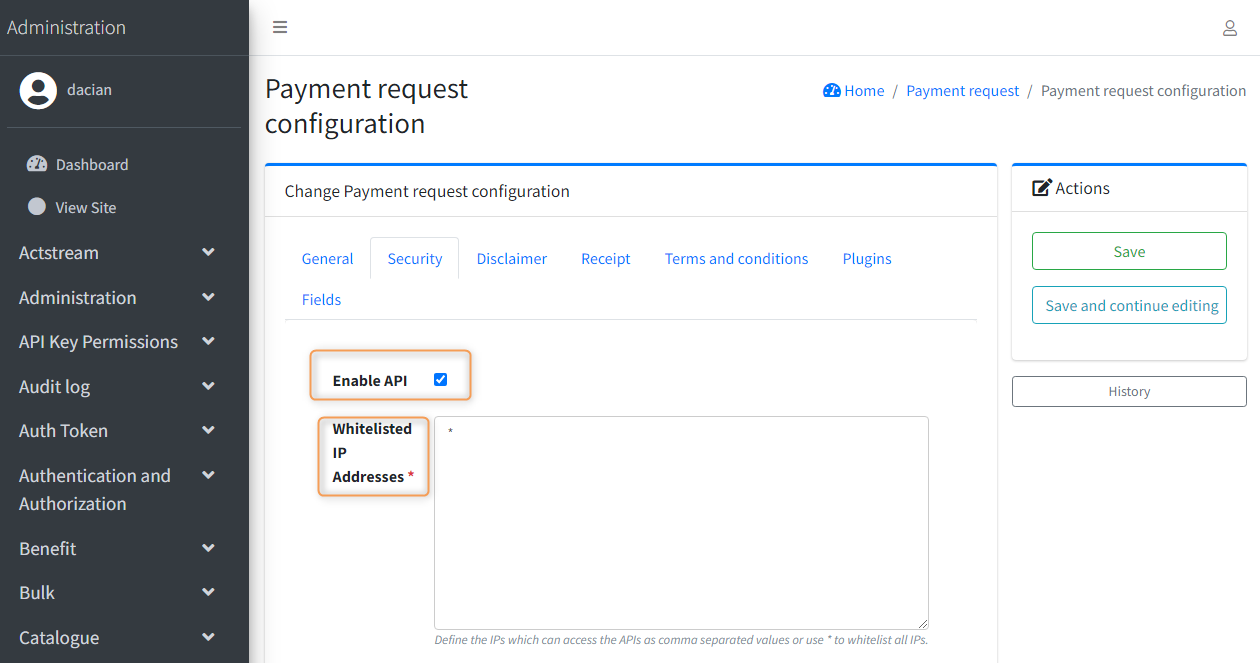 Administration
dacian
Dashboard
View Site
Actstream
Administration
API Key Permissions
Audit log
Auth Token
Authentication and
Authorization
Benefit
Bulk
Catalogue
Payment request
configuration
Home / Payment request / Payment request configuration
Change Payment request configuration
General Security Disclaimer Receipt Terms and conditions Plugins
Fields
Enable API
Whitelisted
IP
Addresses *
*
Define the IPs which can access the APIs as comma separated values or use * to whitelist all IPs.
Actions
Save
Save and continue editing
History